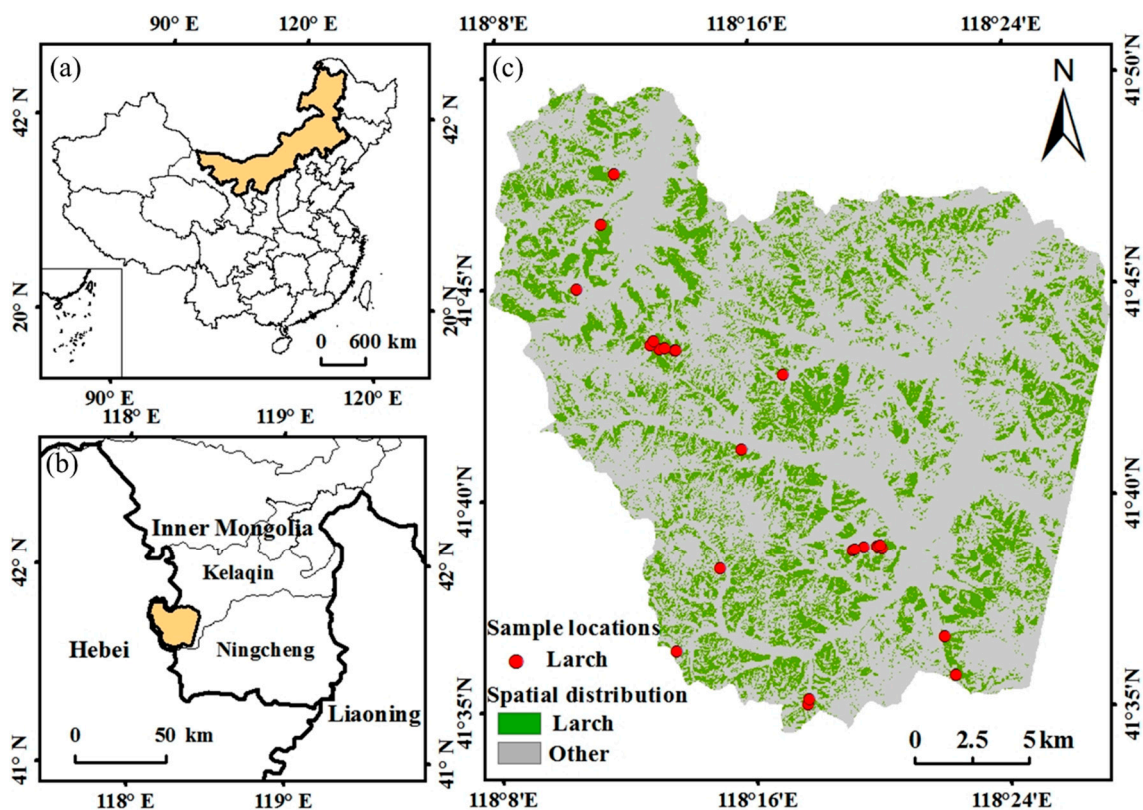 (a)
90° E
120° E
42° N
42° N
20° N
20° N
0 600 km
90° E
120° E
(b)
118° E
119° E
Inner Mongolia
Kelaqin
Ningcheng
Hebei
Liaoning
42° N
41° N
41° N
0 50 km
118° E
119° E
(c)
118°8' E
118°16' E
118°24' E
N
41°50' N
41°45' N
41°45' N
41°40' N
41°40' N
41°35' N
41°35' N
42° N
Sample locations
Larch
Spatial distribution
Larch
Other
0 2.5 5 km
118°8' E
118°16' E
118°24' E